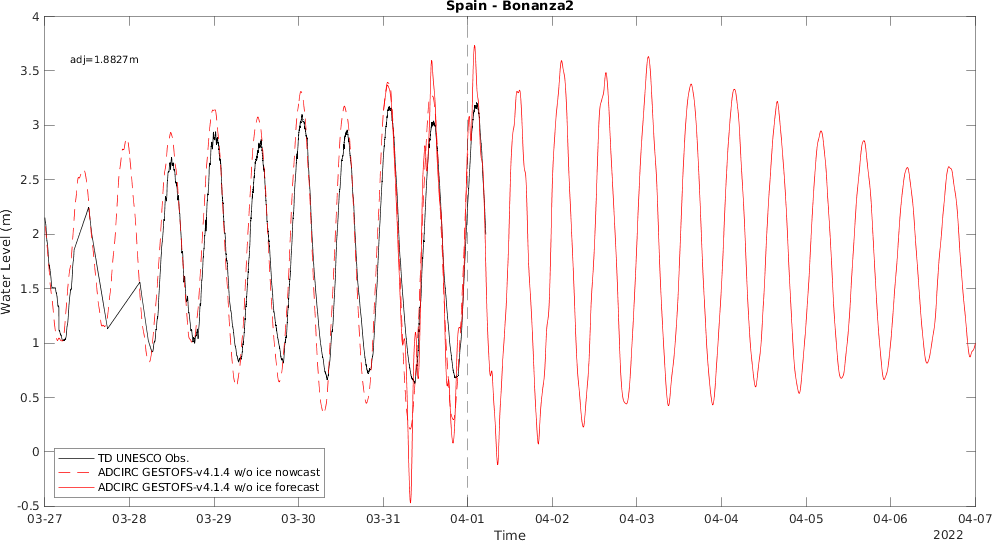 Spain - Bonanza2
adj=1.8827m
Water Level (m)
4
3.5
3
2.5
2
1.5
1
0.5
0
-0.5
TD UNESCO Obs.
ADCIRC GESTOFS-v4.1.4 w/o ice nowcast
ADCIRC GESTOFS-v4.1.4 w/o ice forecast
03-27 03-28 03-29 03-30 03-31 04-01 04-02 04-03 04-04 04-05 04-06 04-07
Time
2022